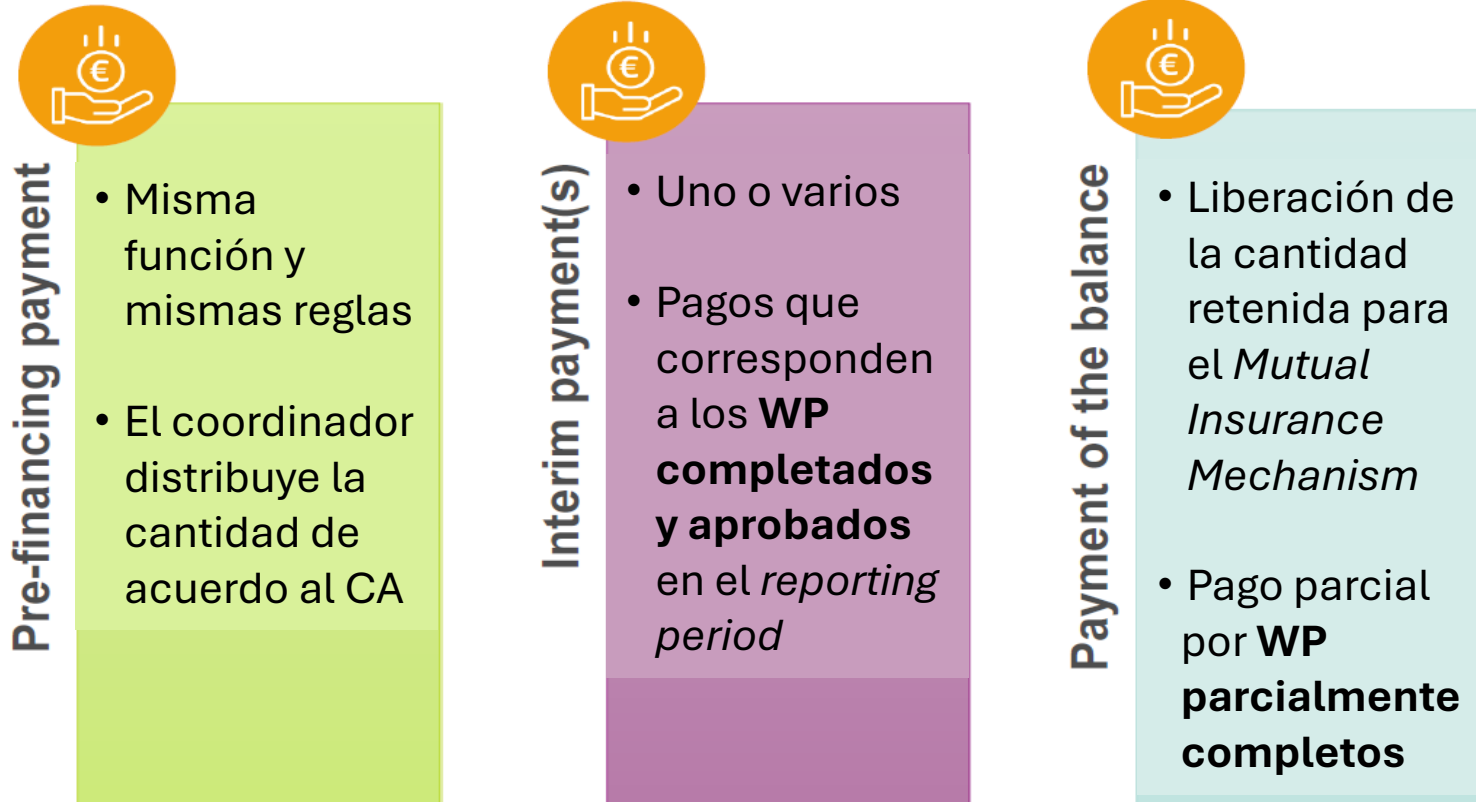 Pre-financing payment
• Misma
función y
mismas reglas
• El coordinador
distribuye la
cantidad de
acuerdo al CA
Interim payment(s)
• Uno o varios
• Pagos que
corresponden
a los WP
completados
y aprobados
en el reporting
period
Payment of the balance
• Liberación de
la cantidad
retenida para
el Mutual
Insurance
Mechanism
• Pago parcial
por WP
parcialmente
completos